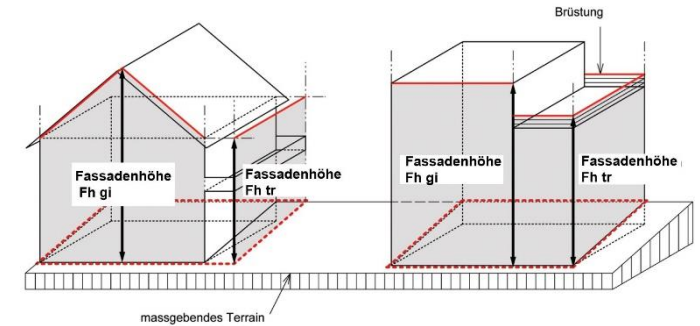 Brüstung
Fassadenhöhe
Fh gi
Fassadenhöhe
Fh tr
Fassadenhöhe
Fh gi
Fassadenhöhe
Fh tr
massgebendes Terrain